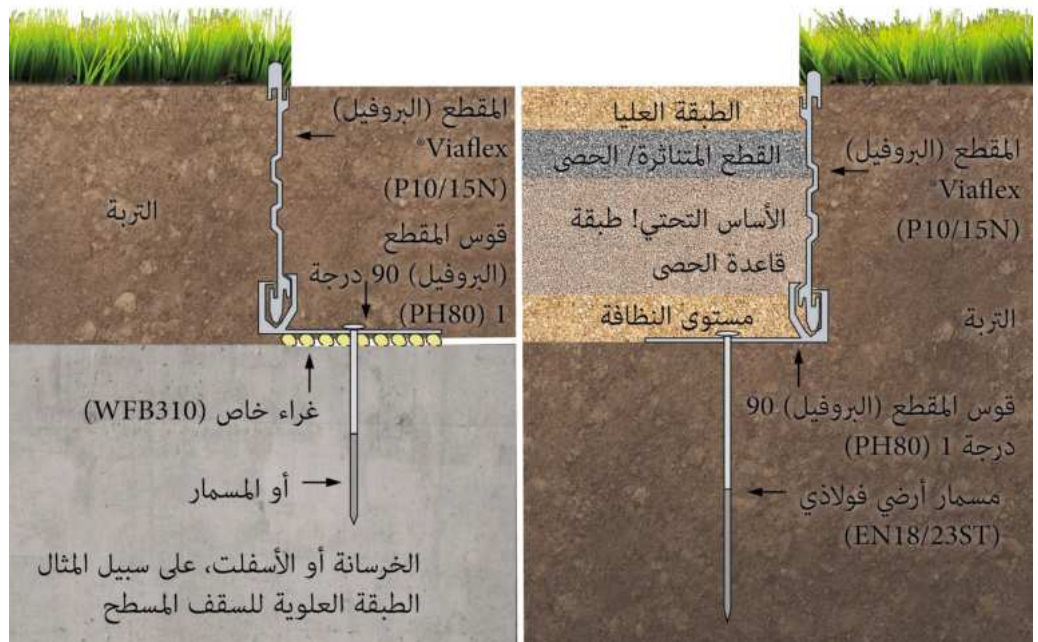 المقطع (البروفيل)
Viaflex®
(P10/15N)
التربة
قوس المقطع
(البروفيل) 90 درجة
1 (PH80)
غراء خاص (WFB310)
أو المسمار
الخرسانة أو الأسفلت، على سبيل المثال
الطبقة العلوية للسقف المسطح
الطبقة العليا
القطع المتناثرة/ الحصى
الأساس التحتي! طبقة
قاعدة الحصى
مستوى النظافة
المقطع (البروفيل)
Viaflex®
(P10/15N)
التربة
قوس المقطع (البروفيل) 90
درجة 1 (PH80)
مسمار أرضي فولاذي
(EN18/23ST)